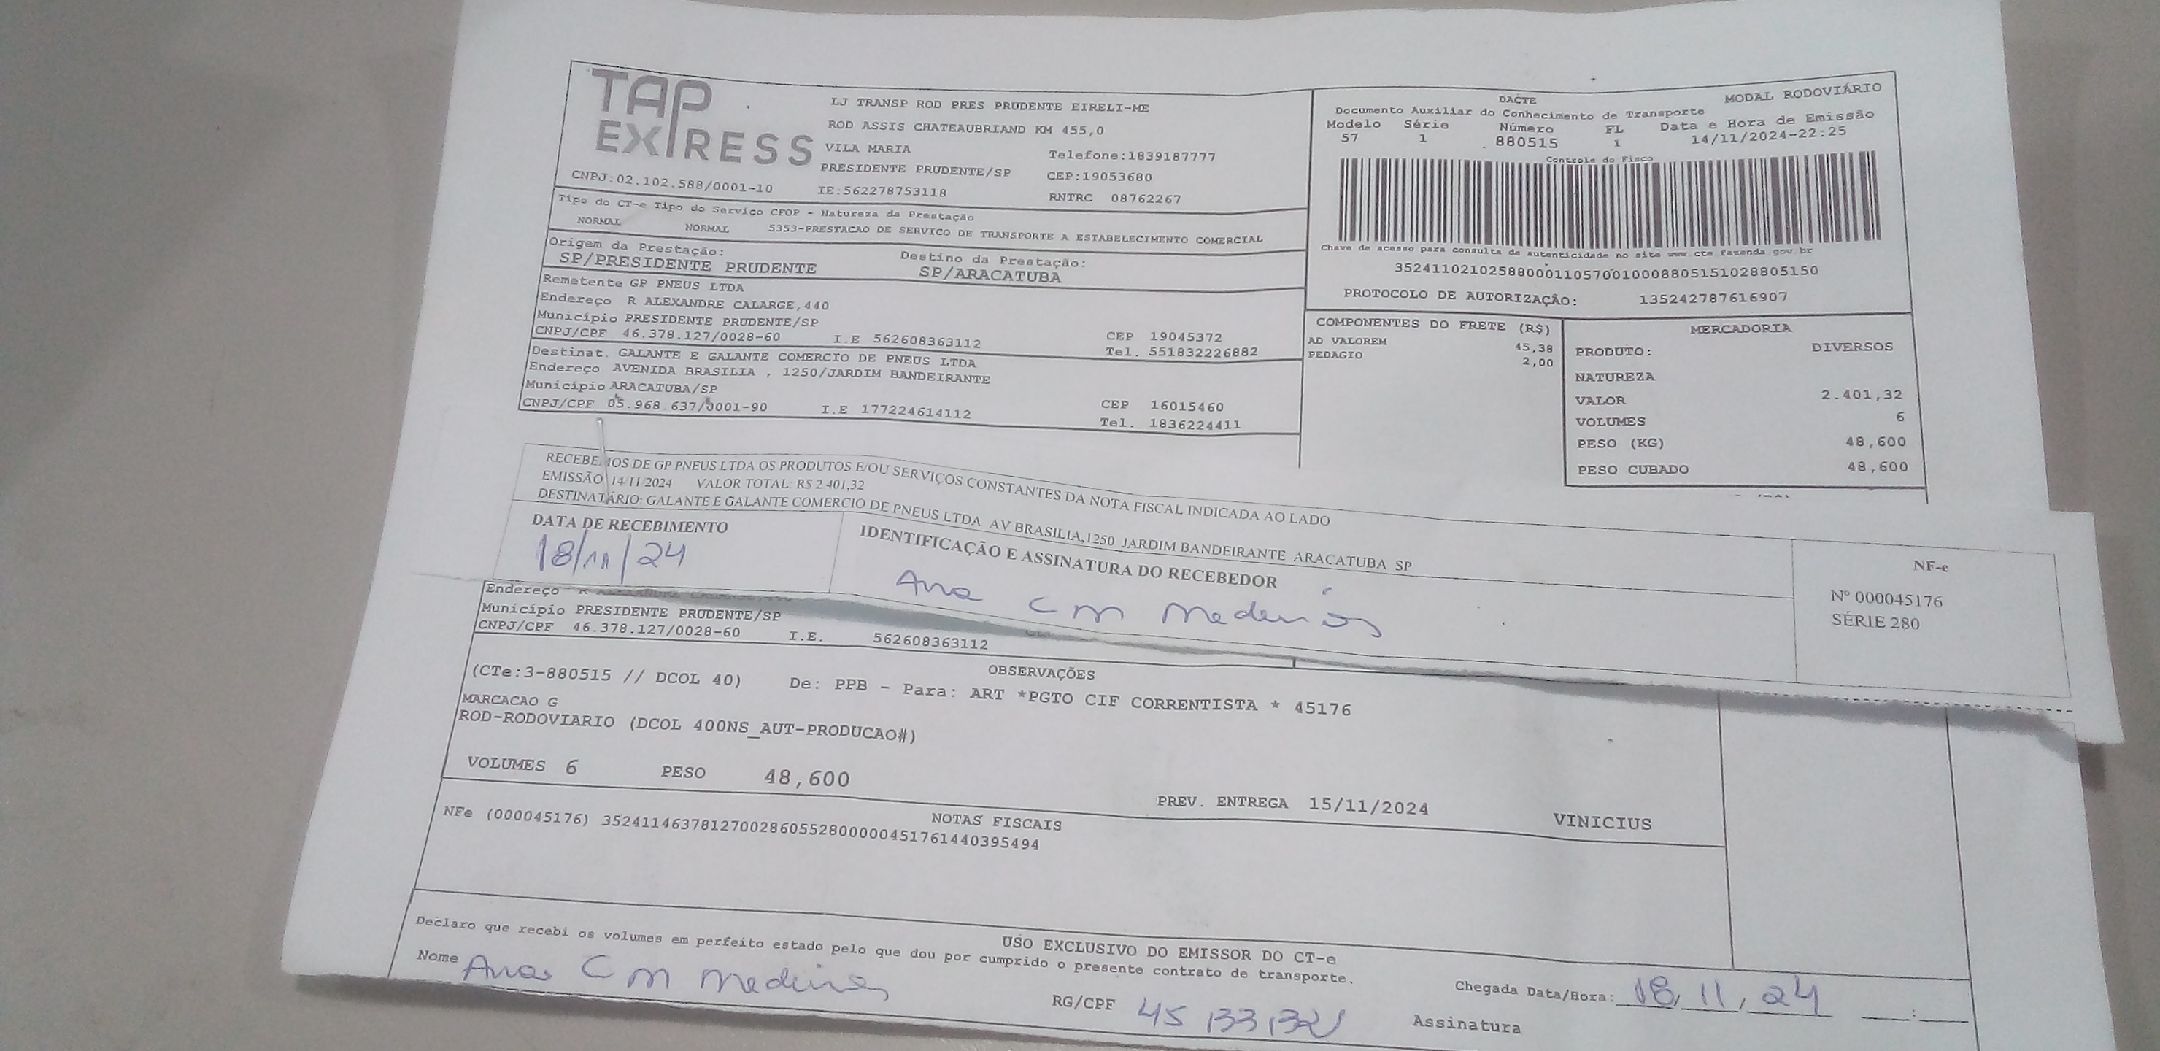 TAP EXPRESS
LJ TRANSP ROD PRES PRUDENTE EIRELI-ME
ROD ASSIS CHATEAUBRIAND KM 455,0
VILA MARIA Telefone:1839187777
PRESIDENTE PRUDENTE/SP CEP:19053680
CNPJ:02.102.588/0001-10 IE:562278753118 RNTRC 08762267
DACTE MODAL RODOVIÁRIO
Documento Auxiliar do Conhecimento de Transporte
Modelo Série Número FL Data e Hora de Emissão
57 1 880515 1 14/11/2024-22:25
Controle do Fisco
Chave de acesso para consulta de autenticidade no site www.cte.fazenda.gov.br
35241102102588000110570010008805151028805150
PROTOCOLO DE AUTORIZAÇÃO: 135242787616907
Tipo do CT-e Tipo do Serviço CFOP - Natureza da Prestação
NORMAL NORMAL 5353-PRESTACAO DE SERVICO DE TRANSPORTE A ESTABELECIMENTO COMERCIAL
Origem da Prestação: Destino da Prestação:
SP/PRESIDENTE PRUDENTE SP/ARACATUBA
Remetente GP PNEUS LTDA
Endereço R ALEXANDRE CALARGE,440
Município PRESIDENTE PRUDENTE/SP CEP 19045372
CNPJ/CPF 46.378.127/0028-60 I.E 562608363112 Tel. 551832226882
Destinat. GALANTE E GALANTE COMERCIO DE PNEUS LTDA
Endereço AVENIDA BRASILIA , 1250/JARDIM BANDEIRANTE
Município ARACATUBA/SP CEP 16015460
CNPJ/CPF 05.968.637/0001-90 I.E 177224614112 Tel. 1836224411
COMPONENTES DO FRETE (R$)
AD VALOREM 45,38
PEDAGIO 2,00
MERCADORIA
PRODUTO: DIVERSOS
NATUREZA
VALOR 2.401,32
VOLUMES 6
PESO (KG) 48,600
PESO CUBADO 48,600
RECEBEMOS DE GP PNEUS LTDA OS PRODUTOS E/OU SERVIÇOS CONSTANTES DA NOTA FISCAL INDICADA AO LADO
EMISSÃO 14/11/2024 VALOR TOTAL: R$ 2.401,32
DESTINATÁRIO: GALANTE E GALANTE COMERCIO DE PNEUS LTDA AV BRASILIA,1250 JARDIM BANDEIRANTE ARACATUBA SP
DATA DE RECEBIMENTO IDENTIFICAÇÃO E ASSINATURA DO RECEBEDOR
18/11/24 Ana C M Medeiros
NF-e
Nº 000045176
SÉRIE 280
Endereço
Município PRESIDENTE PRUDENTE/SP
CNPJ/CPF 46.378.127/0028-60 I.E. 562608363112
OBSERVAÇÕES
(CTe:3-880515 // DCOL 40) De: PPB - Para: ART *PGTO CIF CORRENTISTA * 45176
MARCACAO G
ROD-RODOVIARIO (DCOL 400NS_AUT-PRODUCAO#)
VOLUMES 6 PESO 48,600
PREV. ENTREGA 15/11/2024 VINICIUS
NOTAS FISCAIS
NFe (000045176) 35241146378127002860552800000451761440395494
USO EXCLUSIVO DO EMISSOR DO CT-e
Declaro que recebi os volumes em perfeito estado pelo que dou por cumprido o presente contrato de transporte.
Nome Ana C M Medeiros
RG/CPF
Chegada Data/Hora: 18, 11, 24 :
Assinatura